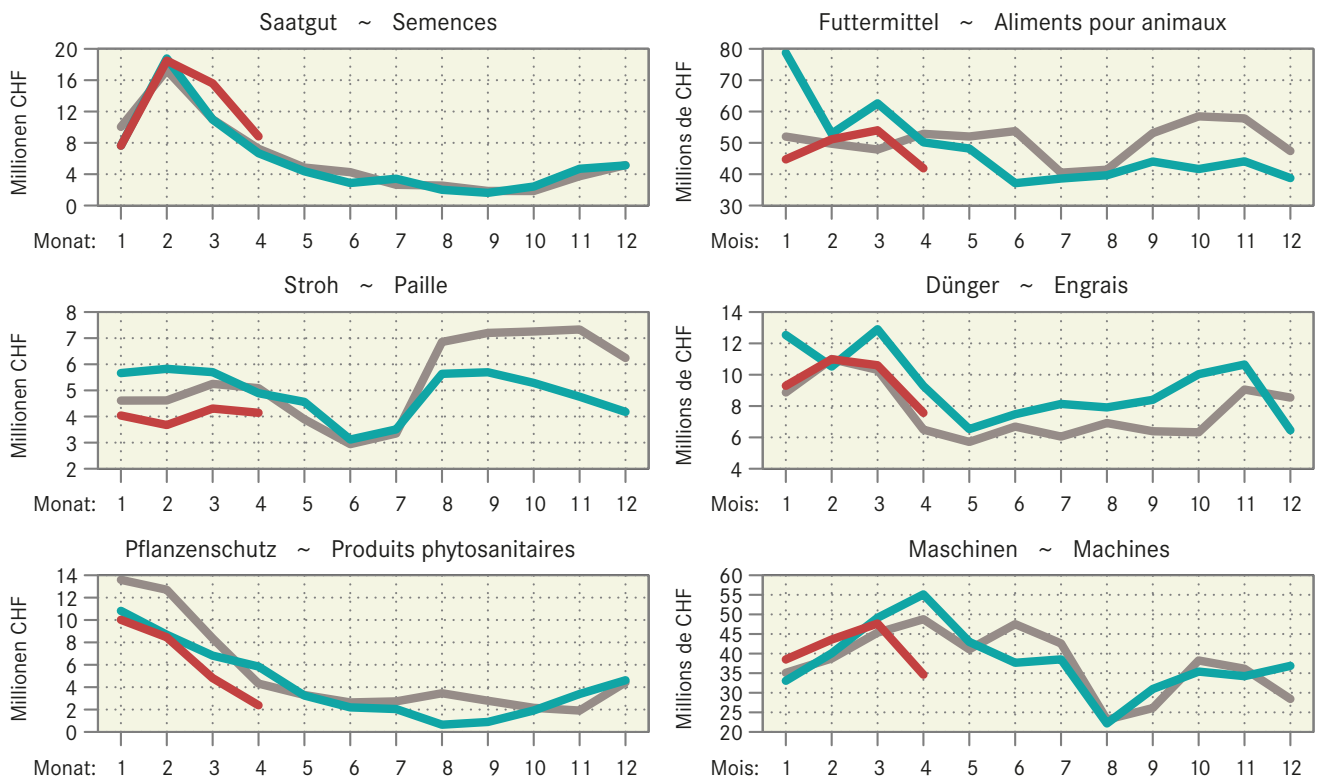 Saatgut ~ Semences
Millionen CHF
20
16
12
8
4
0
Monat: 1 2 3 4 5 6 7 8 9 10 11 12
Futtermittel ~ Aliments pour animaux
Millions de CHF
80
70
60
50
40
30
Mois: 1 2 3 4 5 6 7 8 9 10 11 12
Stroh ~ Paille
Millionen CHF
8
7
6
5
4
3
2
Monat: 1 2 3 4 5 6 7 8 9 10 11 12
Dünger ~ Engrais
Millions de CHF
14
12
10
8
6
4
Mois: 1 2 3 4 5 6 7 8 9 10 11 12
Pflanzenschutz ~ Produits phytosanitaires
Millionen CHF
14
12
10
8
6
4
2
0
Monat: 1 2 3 4 5 6 7 8 9 10 11 12
Maschinen ~ Machines
Millions de CHF
60
55
50
45
40
35
30
25
20
Mois: 1 2 3 4 5 6 7 8 9 10 11 12